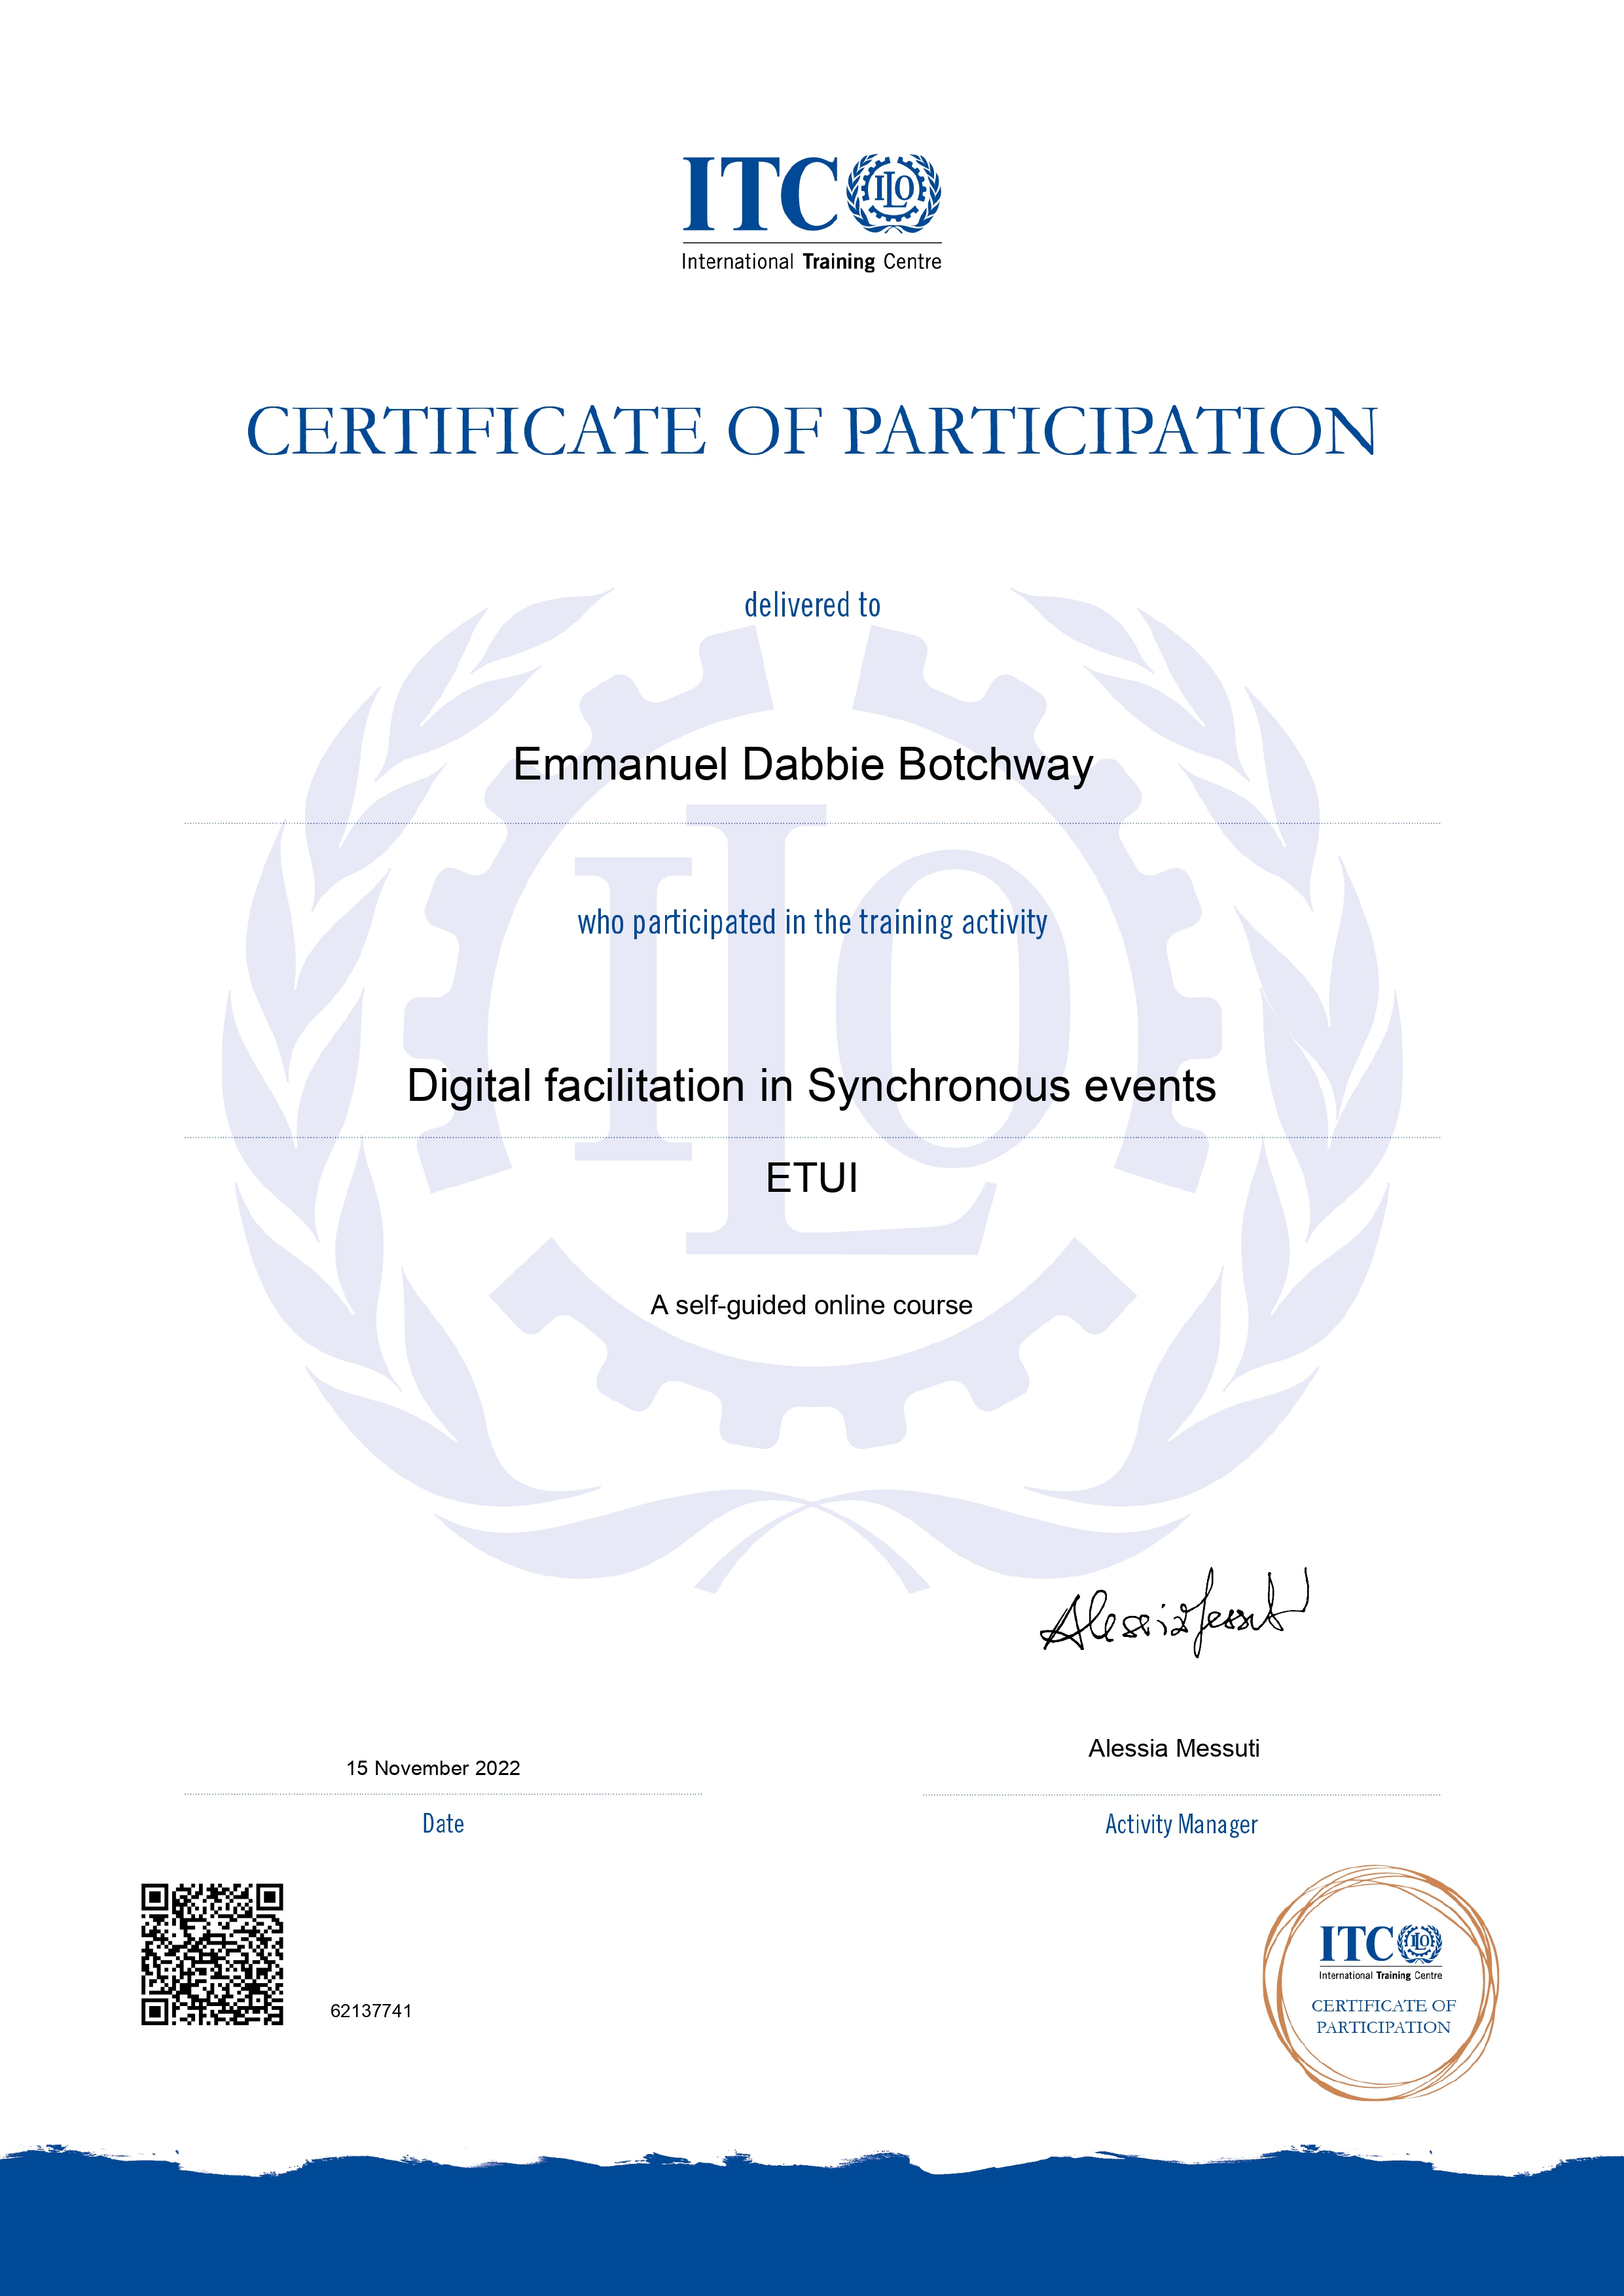 ITC ILO
International Training Centre
CERTIFICATE OF PARTICIPATION
delivered to
Emmanuel Dabbie Botchway
who participated in the training activity
ILO
Digital facilitation in Synchronous events
ETUI
A self-guided online course
Alessia Messuti
15 November 2022
Alessia Messuti
Date
Activity Manager
62137741
ITC ILO
International Training Centre
CERTIFICATE OF
PARTICIPATION